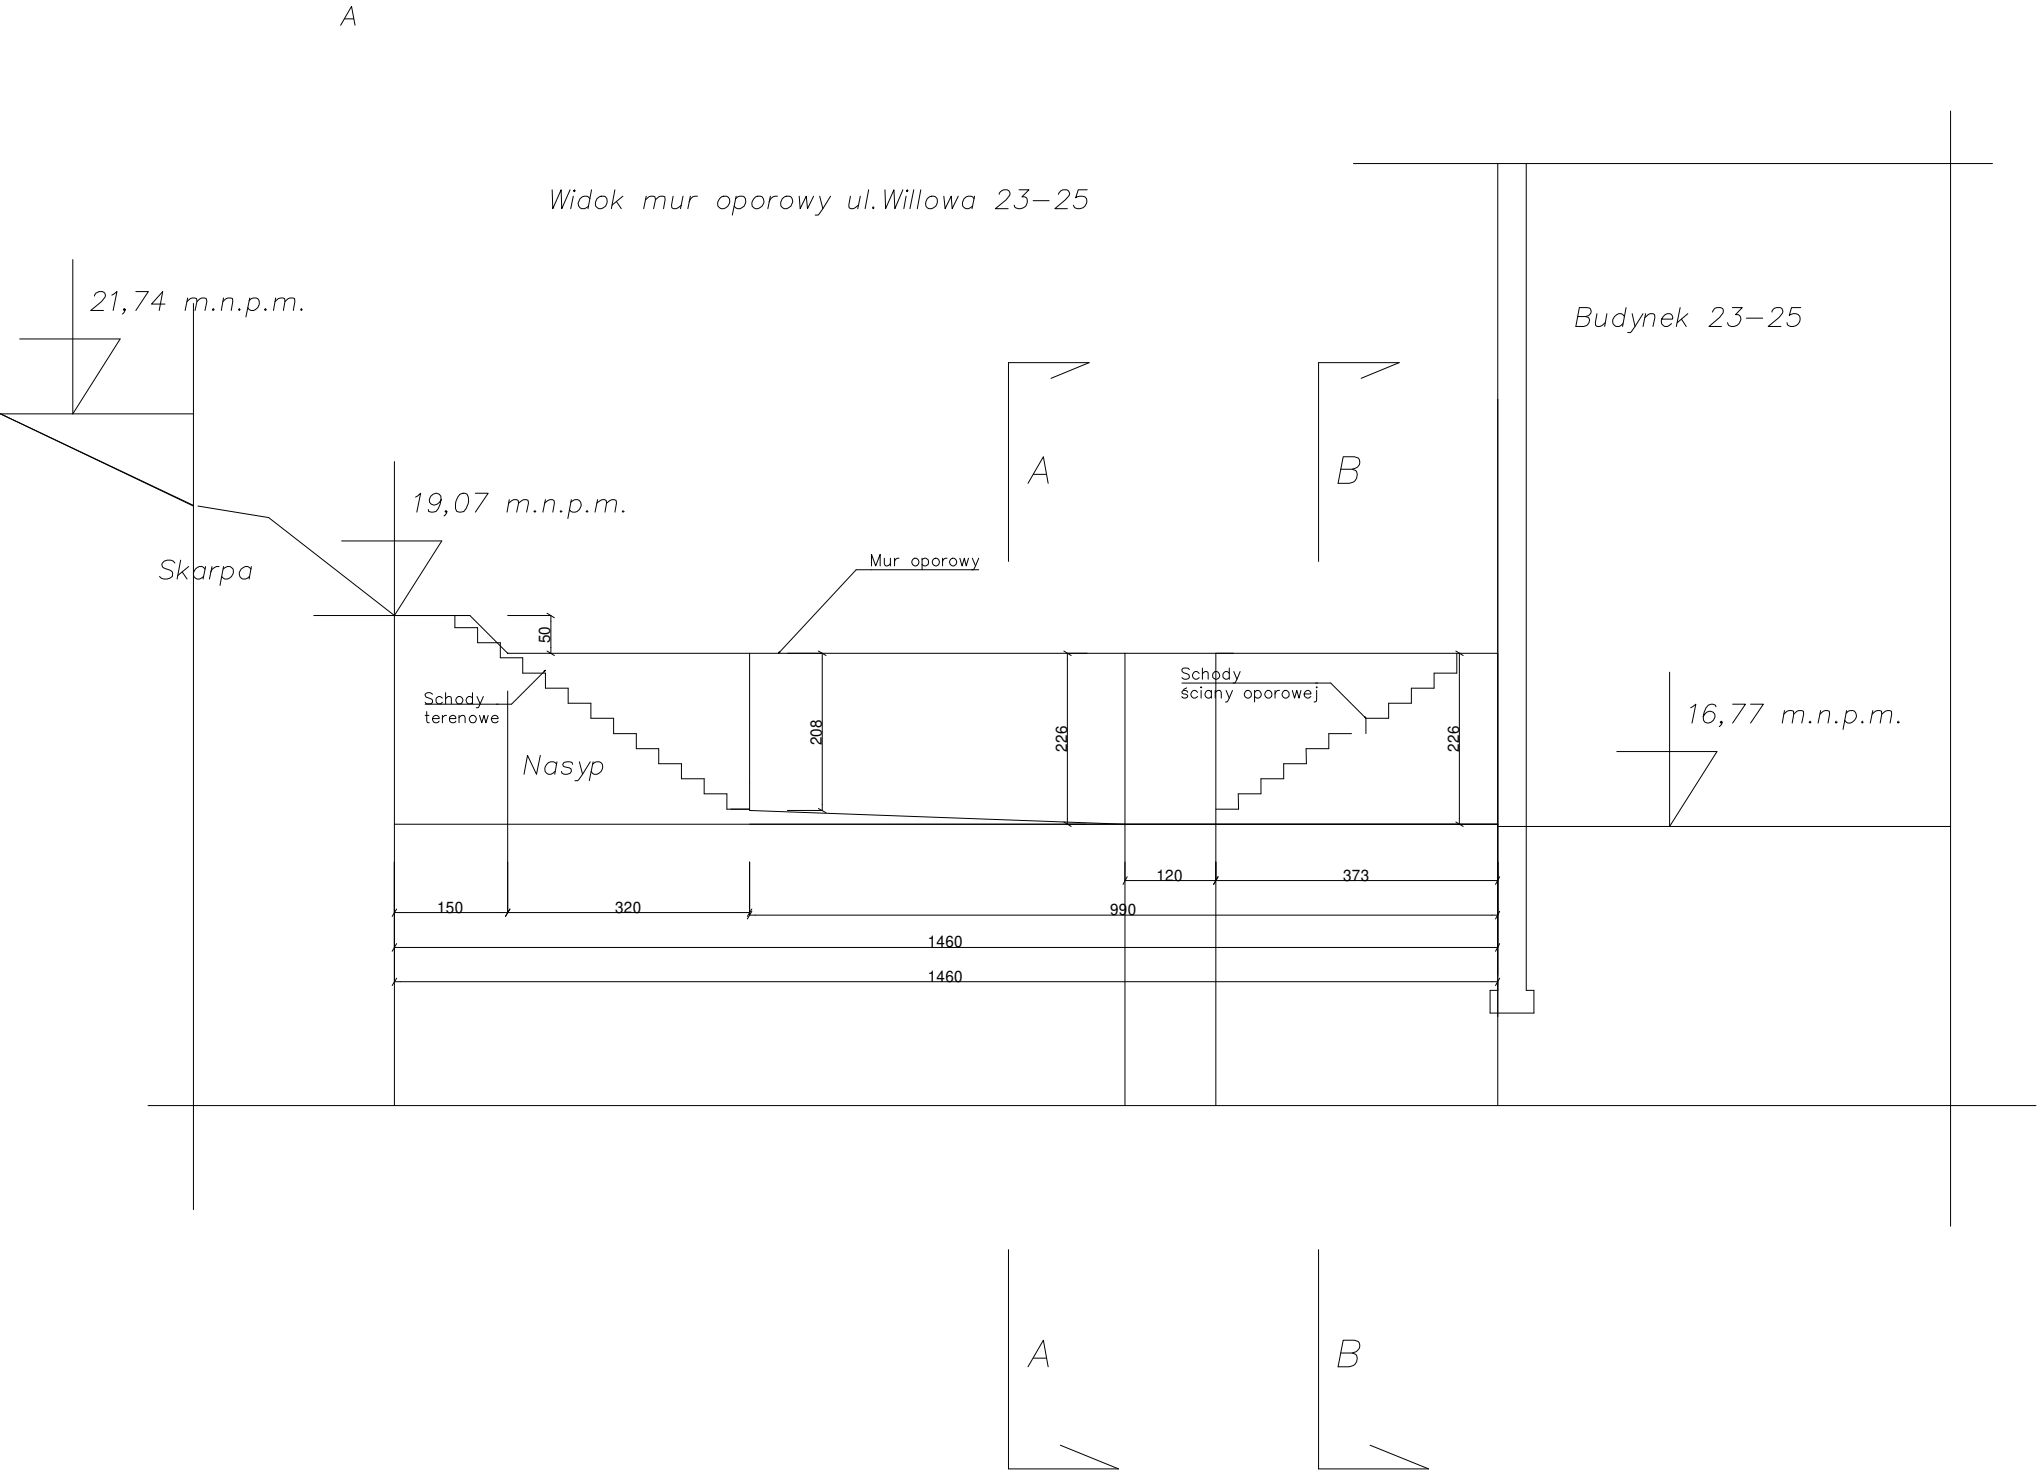 A
Widok mur oporowy ul.Willowa 23-25
21,74 m.n.p.m.
Budynek 23-25
A
B
19,07 m.n.p.m.
Mur oporowy
Skarpa
50
Schody
ściany oporowej
Schody
terenowe
208
226
226
16,77 m.n.p.m.
Nasyp
120
373
150
320
990
1460
1460
A
B